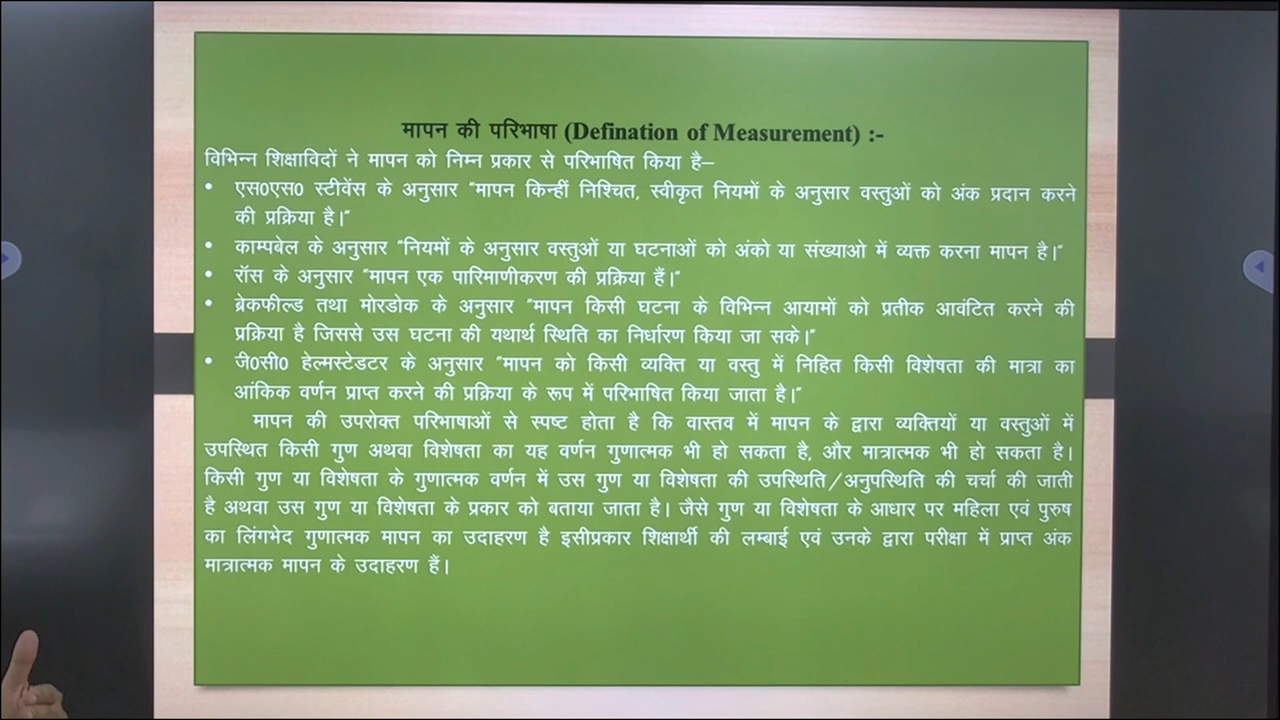 मापन की परिभाषा (Defination of Measurement) :-
विभिन्न शिक्षाविदों ने मापन को निम्न प्रकार से परिभाषित किया है–
• एस0एस0 स्टीवेंस के अनुसार "मापन किन्हीं निश्चित, स्वीकृत नियमों के अनुसार वस्तुओं को अंक प्रदान करने
की प्रक्रिया है।"
• काम्पबेल के अनुसार "नियमों के अनुसार वस्तुओं या घटनाओं को अंको या संख्याओ में व्यक्त करना मापन है।"
• रॉस के अनुसार "मापन एक पारिमाणीकरण की प्रक्रिया हैं।"
• ब्रेकफील्ड तथा मोरडोक के अनुसार "मापन किसी घटना के विभिन्न आयामों को प्रतीक आवंटित करने की
प्रक्रिया है जिससे उस घटना की यथार्थ स्थिति का निर्धारण किया जा सके।"
• जी0सी0 हेल्मस्टेडटर के अनुसार "मापन को किसी व्यक्ति या वस्तु में निहित किसी विशेषता की मात्रा का
आंकिक वर्णन प्राप्त करने की प्रक्रिया के रूप में परिभाषित किया जाता है।"
मापन की उपरोक्त परिभाषाओं से स्पष्ट होता है कि वास्तव में मापन के द्वारा व्यक्तियों या वस्तुओं में
उपस्थित किसी गुण अथवा विशेषता का यह वर्णन गुणात्मक भी हो सकता है, और मात्रात्मक भी हो सकता है।
किसी गुण या विशेषता के गुणात्मक वर्णन में उस गुण या विशेषता की उपस्थिति/अनुपस्थिति की चर्चा की जाती
है अथवा उस गुण या विशेषता के प्रकार को बताया जाता है। जैसे गुण या विशेषता के आधार पर महिला एवं पुरुष
का लिंगभेद गुणात्मक मापन का उदाहरण है इसीप्रकार शिक्षार्थी की लम्बाई एवं उनके द्वारा परीक्षा में प्राप्त अंक
मात्रात्मक मापन के उदाहरण हैं।